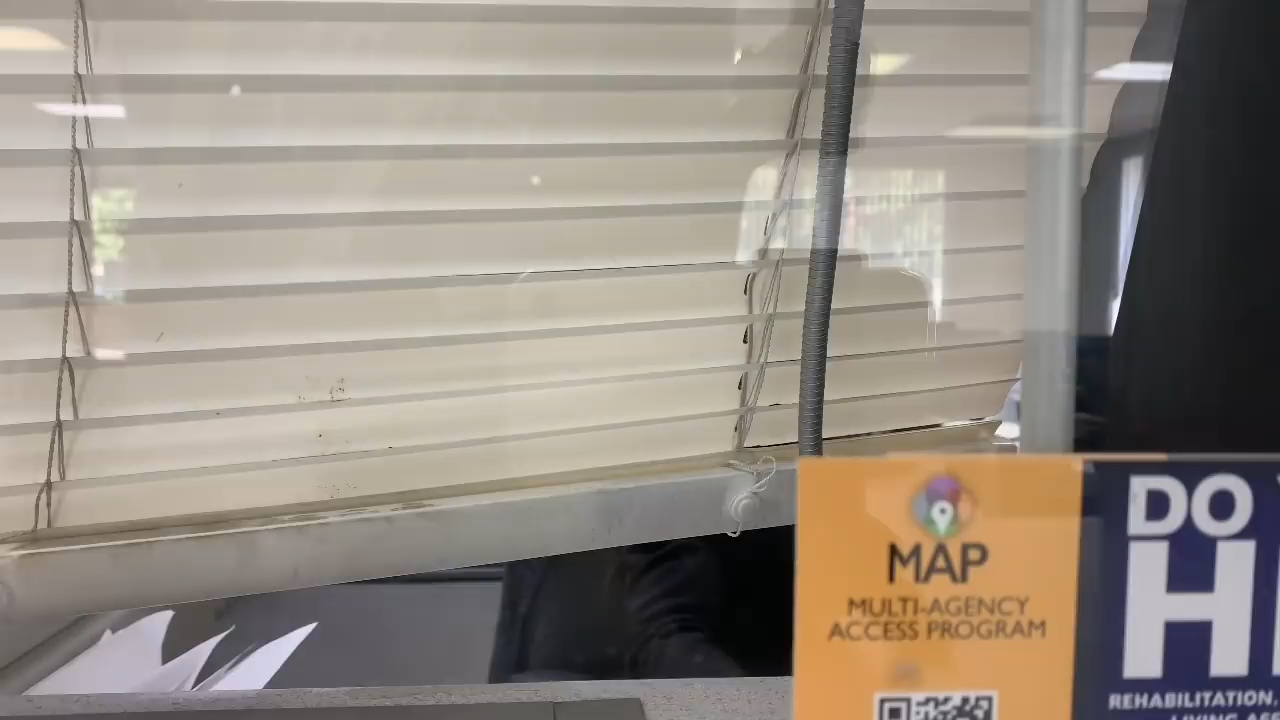 MAP
MULTI-AGENCY
ACCESS PROGRAM
DO
H
REHABILITATION,